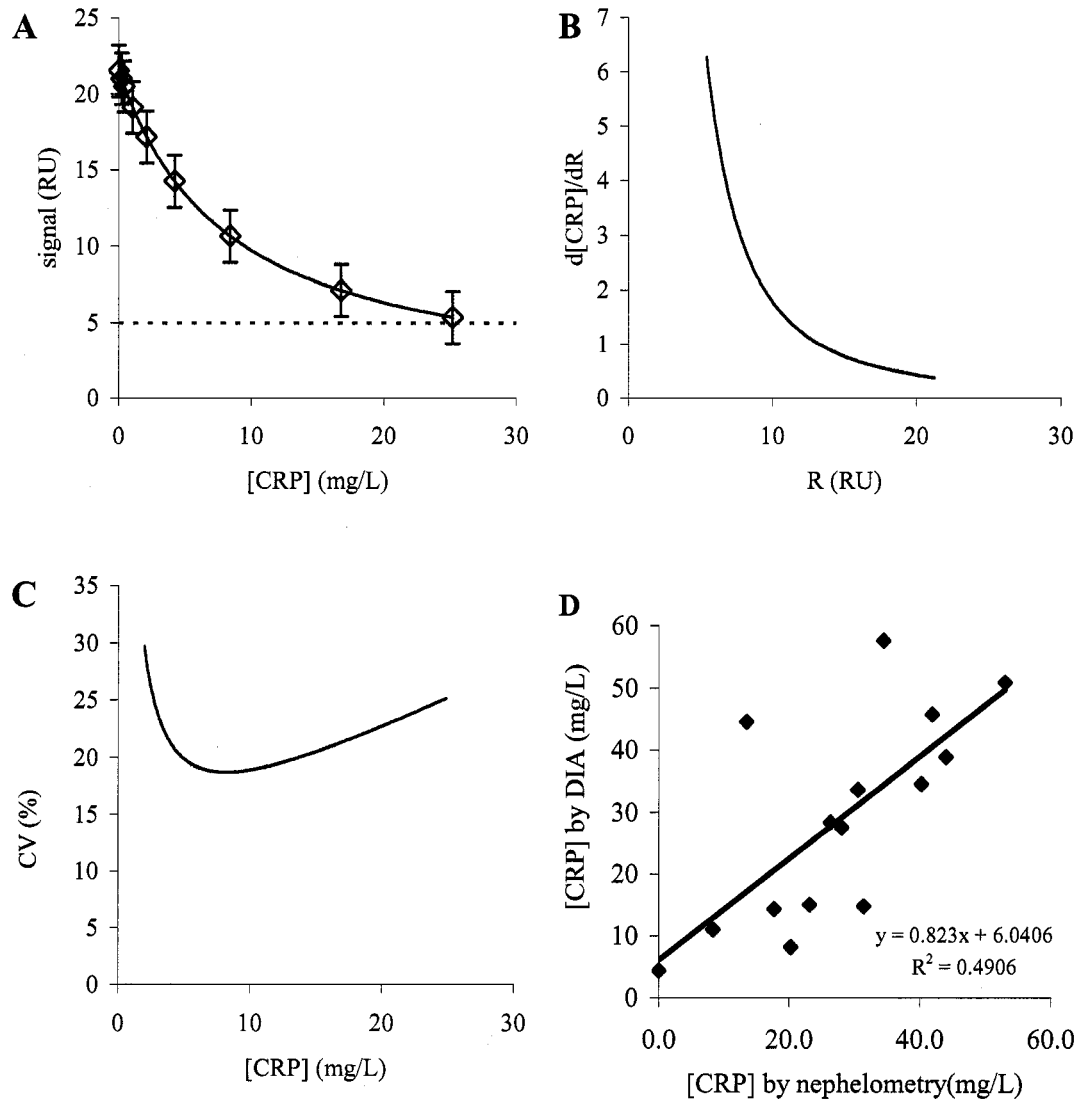 A
25
20
15
10
5
0
signal (RU)
0 10 20 30
[CRP] (mg/L)
B
7
6
5
4
3
2
1
0
d[CRP]/dR
0 10 20 30
R (RU)
C
35
30
25
20
15
10
5
0
CV (%)
0 10 20 30
[CRP] (mg/L)
D
60
50
40
30
20
10
0
[CRP] by DIA (mg/L)
y = 0.823x + 6.0406
R² = 0.4906
0.0 20.0 40.0 60.0
[CRP] by nephelometry(mg/L)